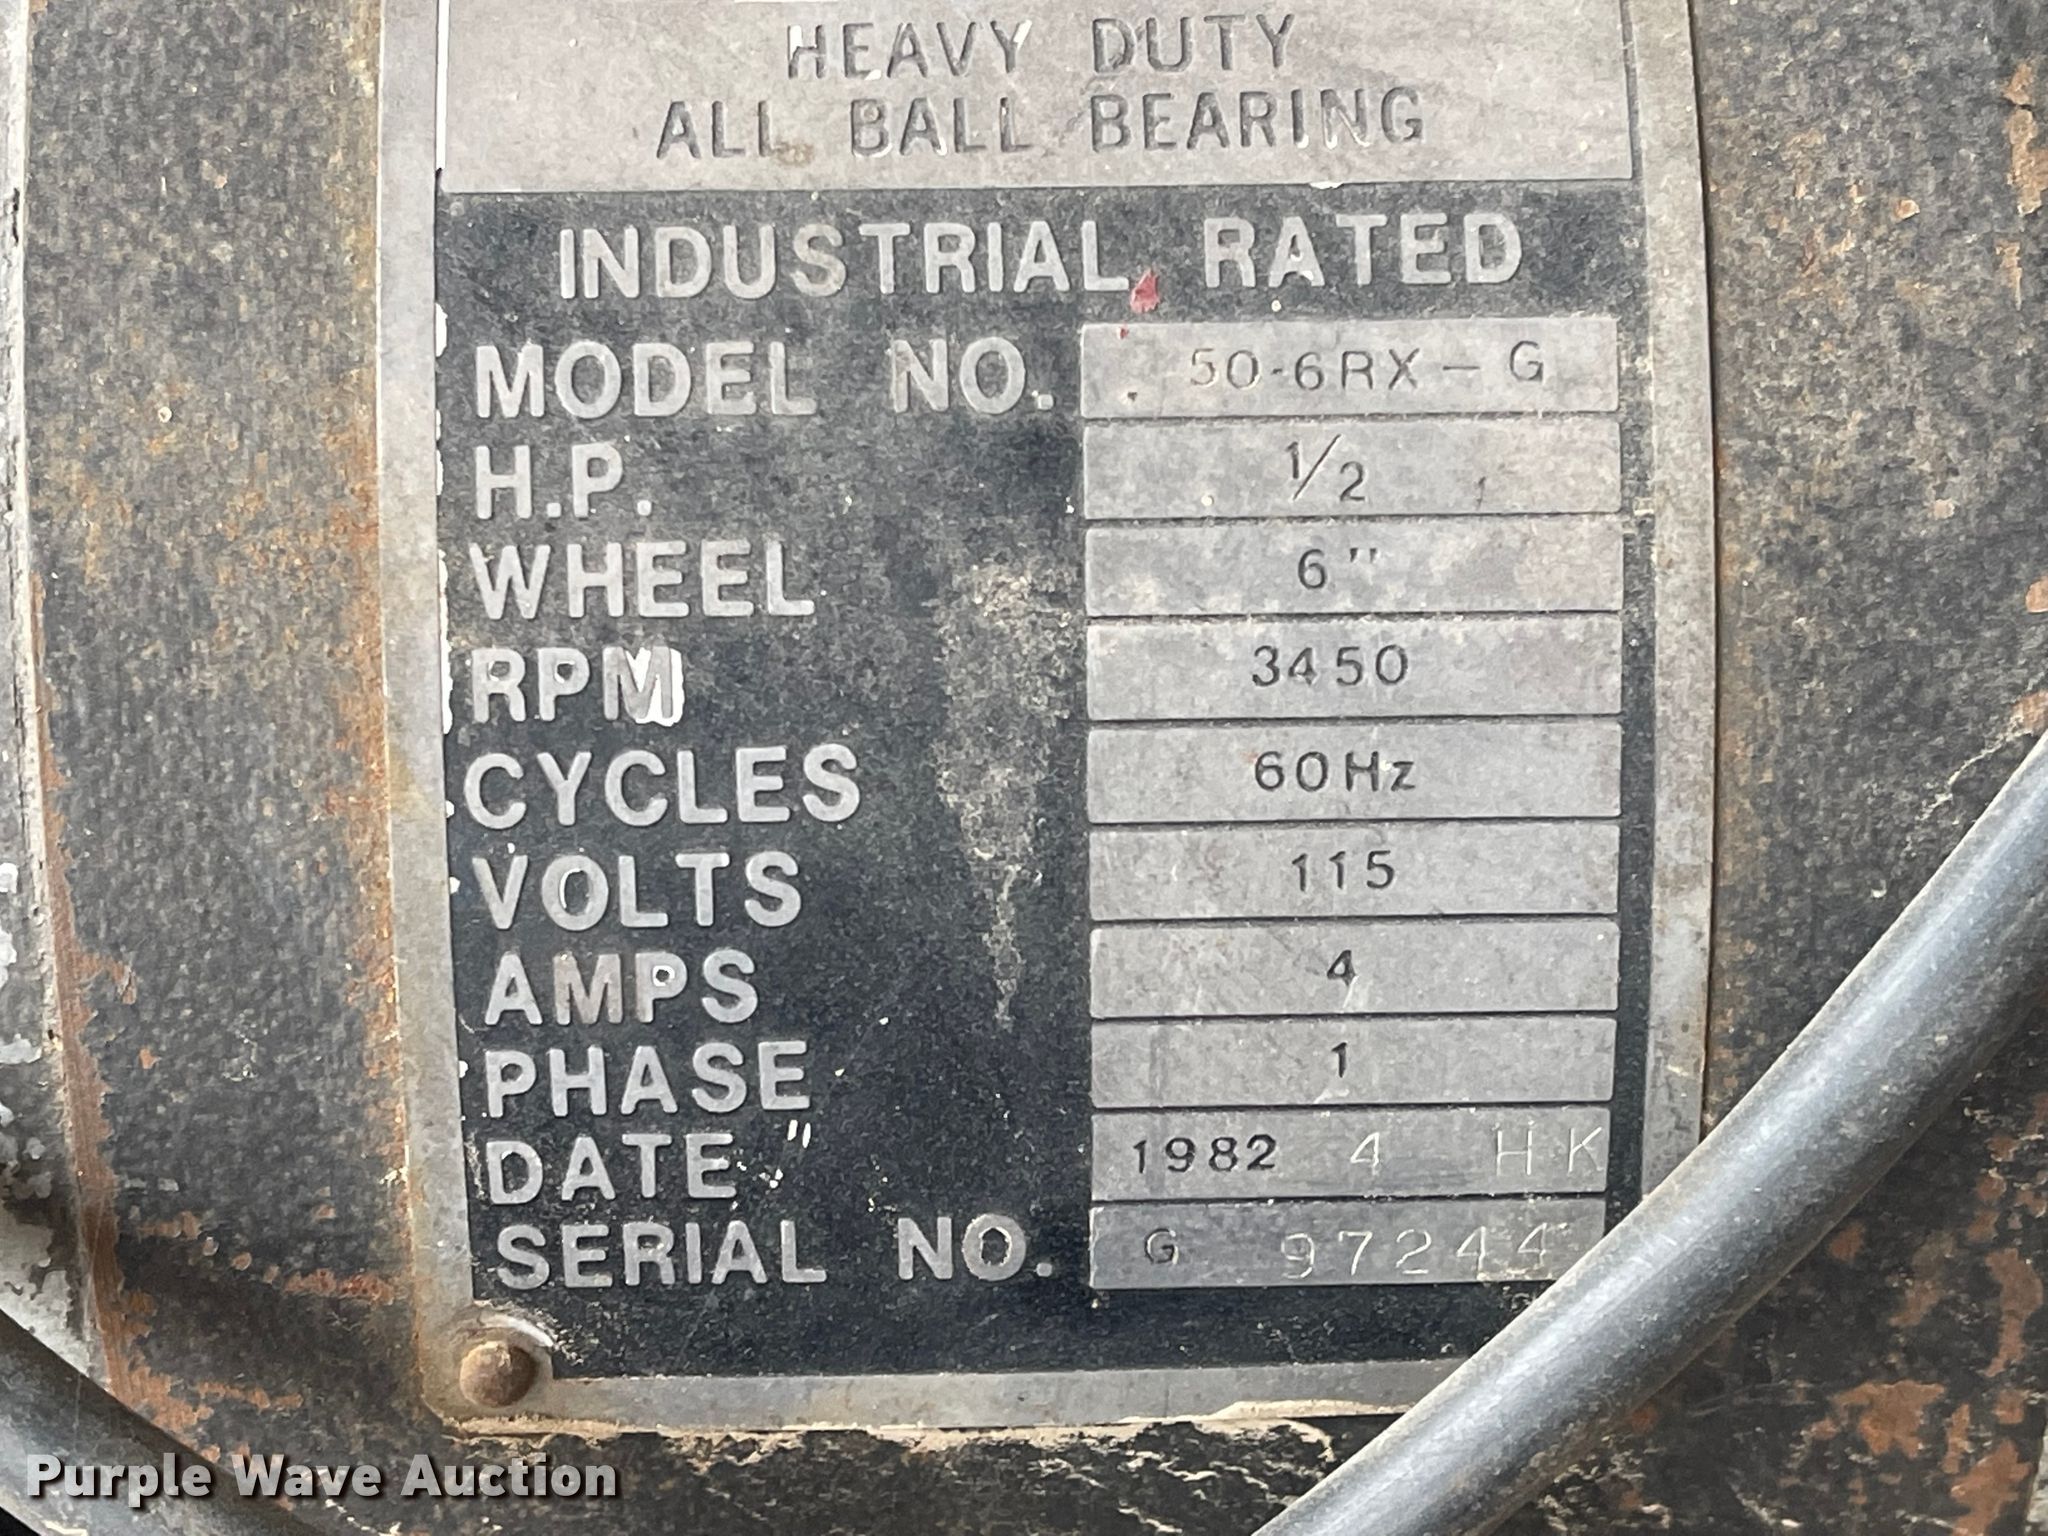 HEAVY DUTY
ALL BALL BEARING
INDUSTRIAL RATED
MODEL NO. 50-6RX-G
H.P. 1/2
WHEEL 6"
RPM 3450
CYCLES 60Hz
VOLTS 115
AMPS 4
PHASE 1
DATE 1982 4 HK
SERIAL NO. G 97244
Purple Wave Auction